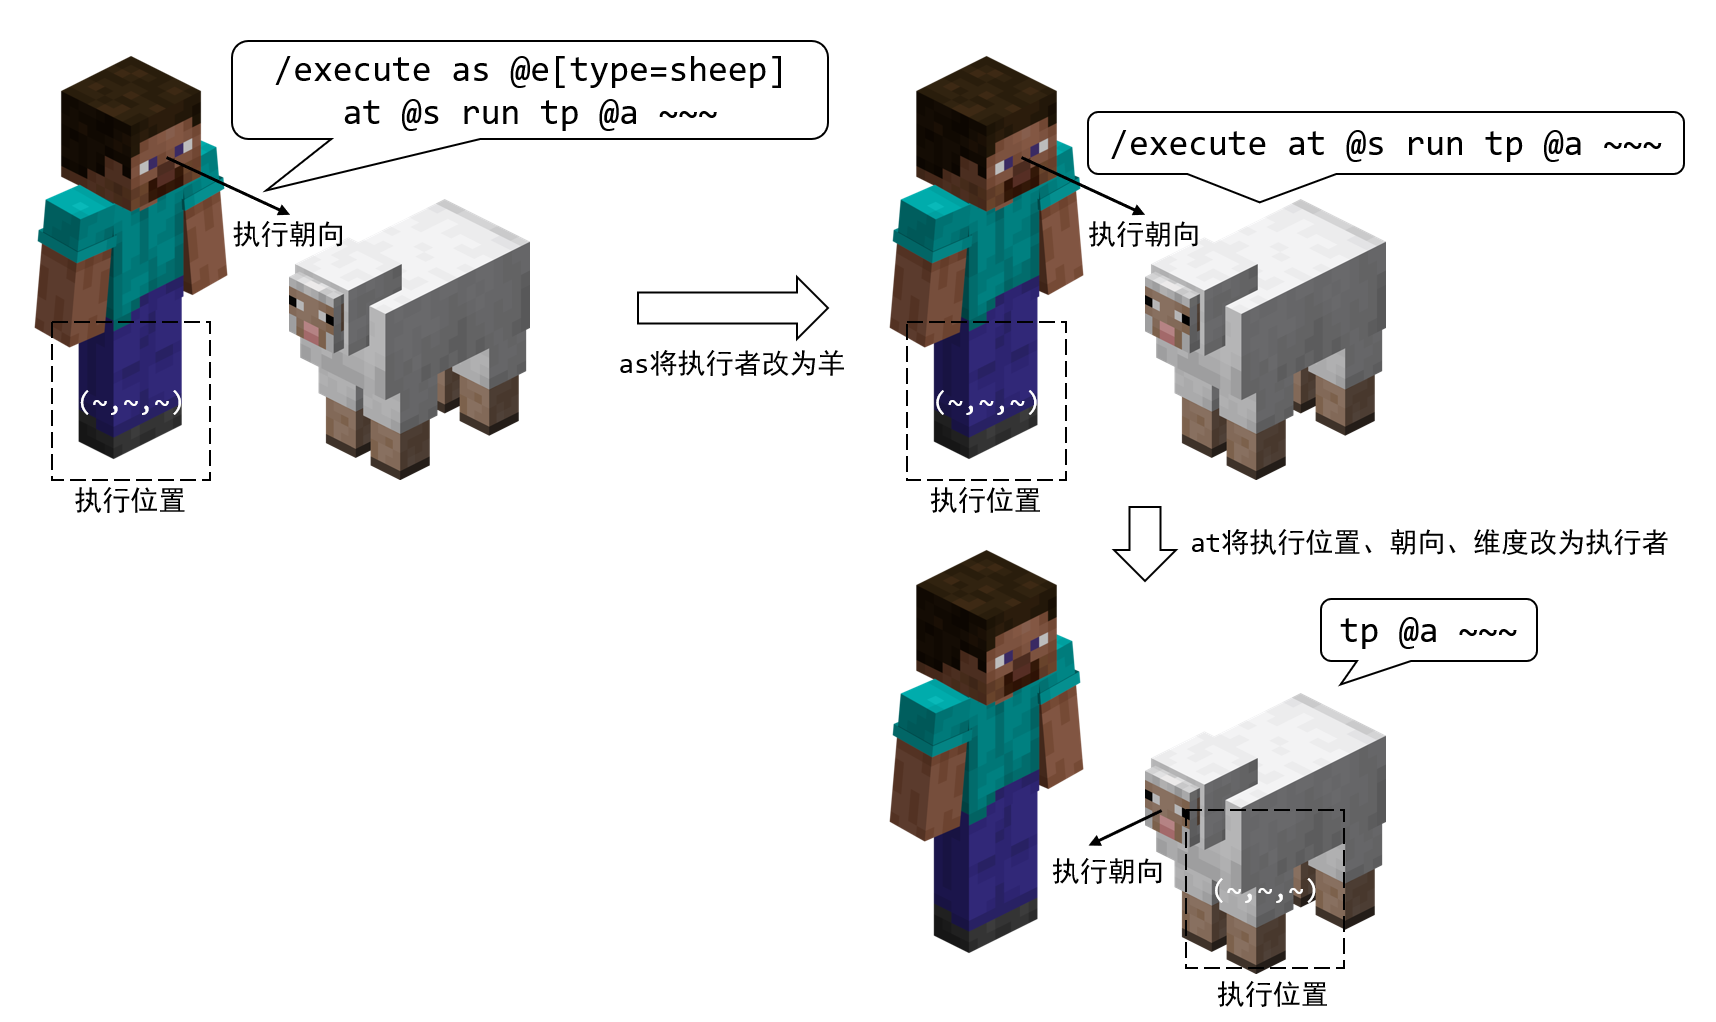 /execute as @e[type=sheep]
at @s run tp @a ~~~
执行朝向
(~,~,~)
执行位置
as将执行者改为羊
/execute at @s run tp @a ~~~
执行朝向
(~,~,~)
执行位置
at将执行位置、朝向、维度改为执行者
tp @a ~~~
执行朝向
(~,~,~)
执行位置